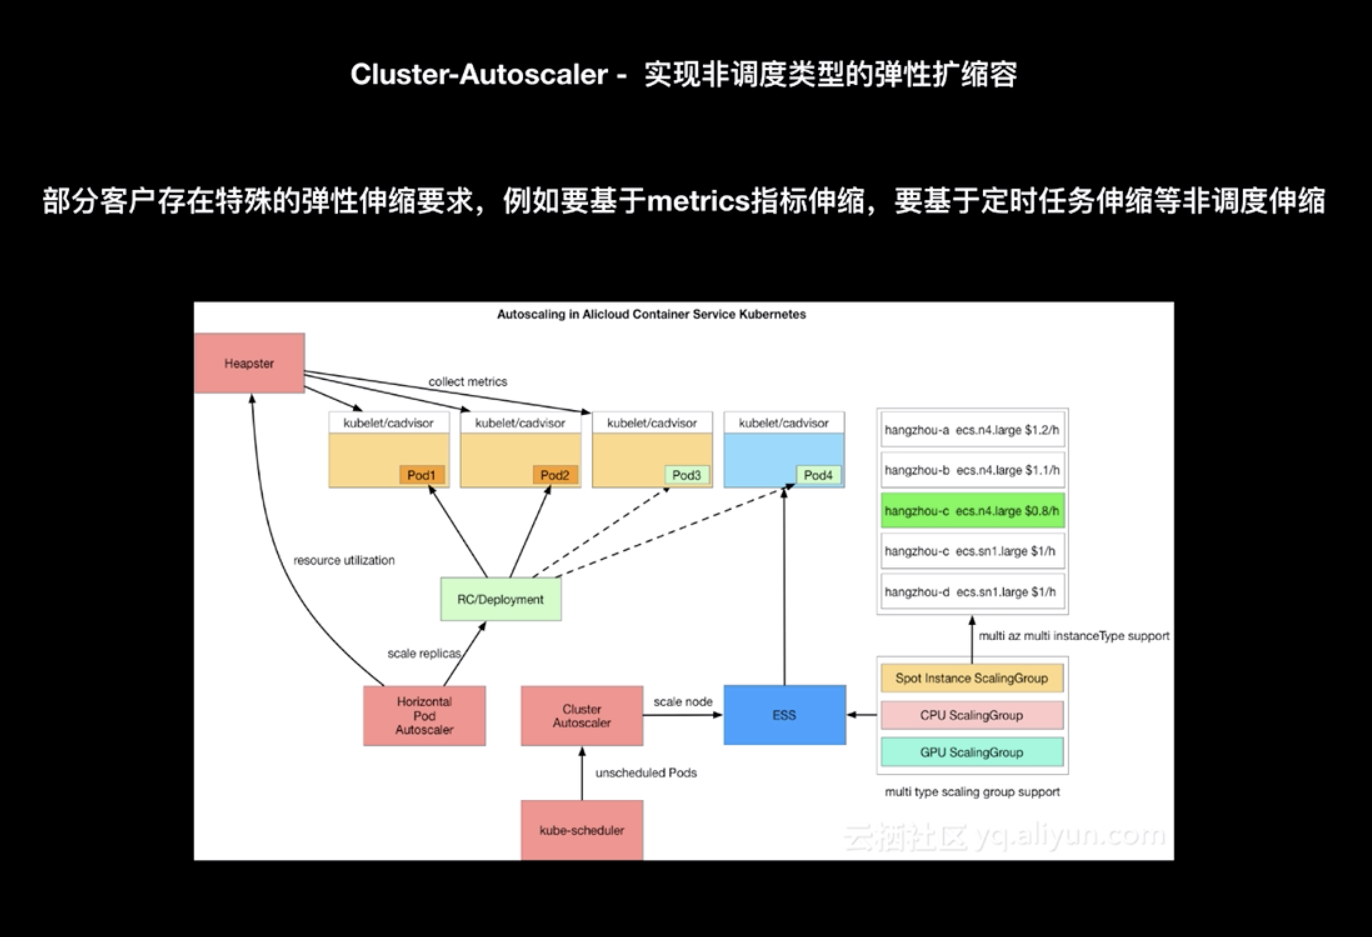 Cluster-Autoscaler - 实现非调度类型的弹性扩缩容
部分客户存在特殊的弹性伸缩要求，例如要基于metrics指标伸缩，要基于定时任务伸缩等非调度伸缩
Autoscaling in Alicloud Container Service Kubernetes
Heapster
collect metrics
kubelet/cadvisor
kubelet/cadvisor
kubelet/cadvisor
kubelet/cadvisor
Pod1
Pod2
Pod3
Pod4
hangzhou-a ecs.n4.large $1.2/h
hangzhou-b ecs.n4.large $1.1/h
hangzhou-c ecs.n4.large $0.8/h
hangzhou-c ecs.sn1.large $1/h
hangzhou-d ecs.sn1.large $1/h
resource utilization
RC/Deployment
scale replicas
multi az multi instanceType support
Horizontal
Pod
Autoscaler
Cluster
Autoscaler
scale node
ESS
Spot Instance ScalingGroup
CPU ScalingGroup
GPU ScalingGroup
unscheduled Pods
multi type scaling group support
kube-scheduler
云栖社区 yq.aliyun.com